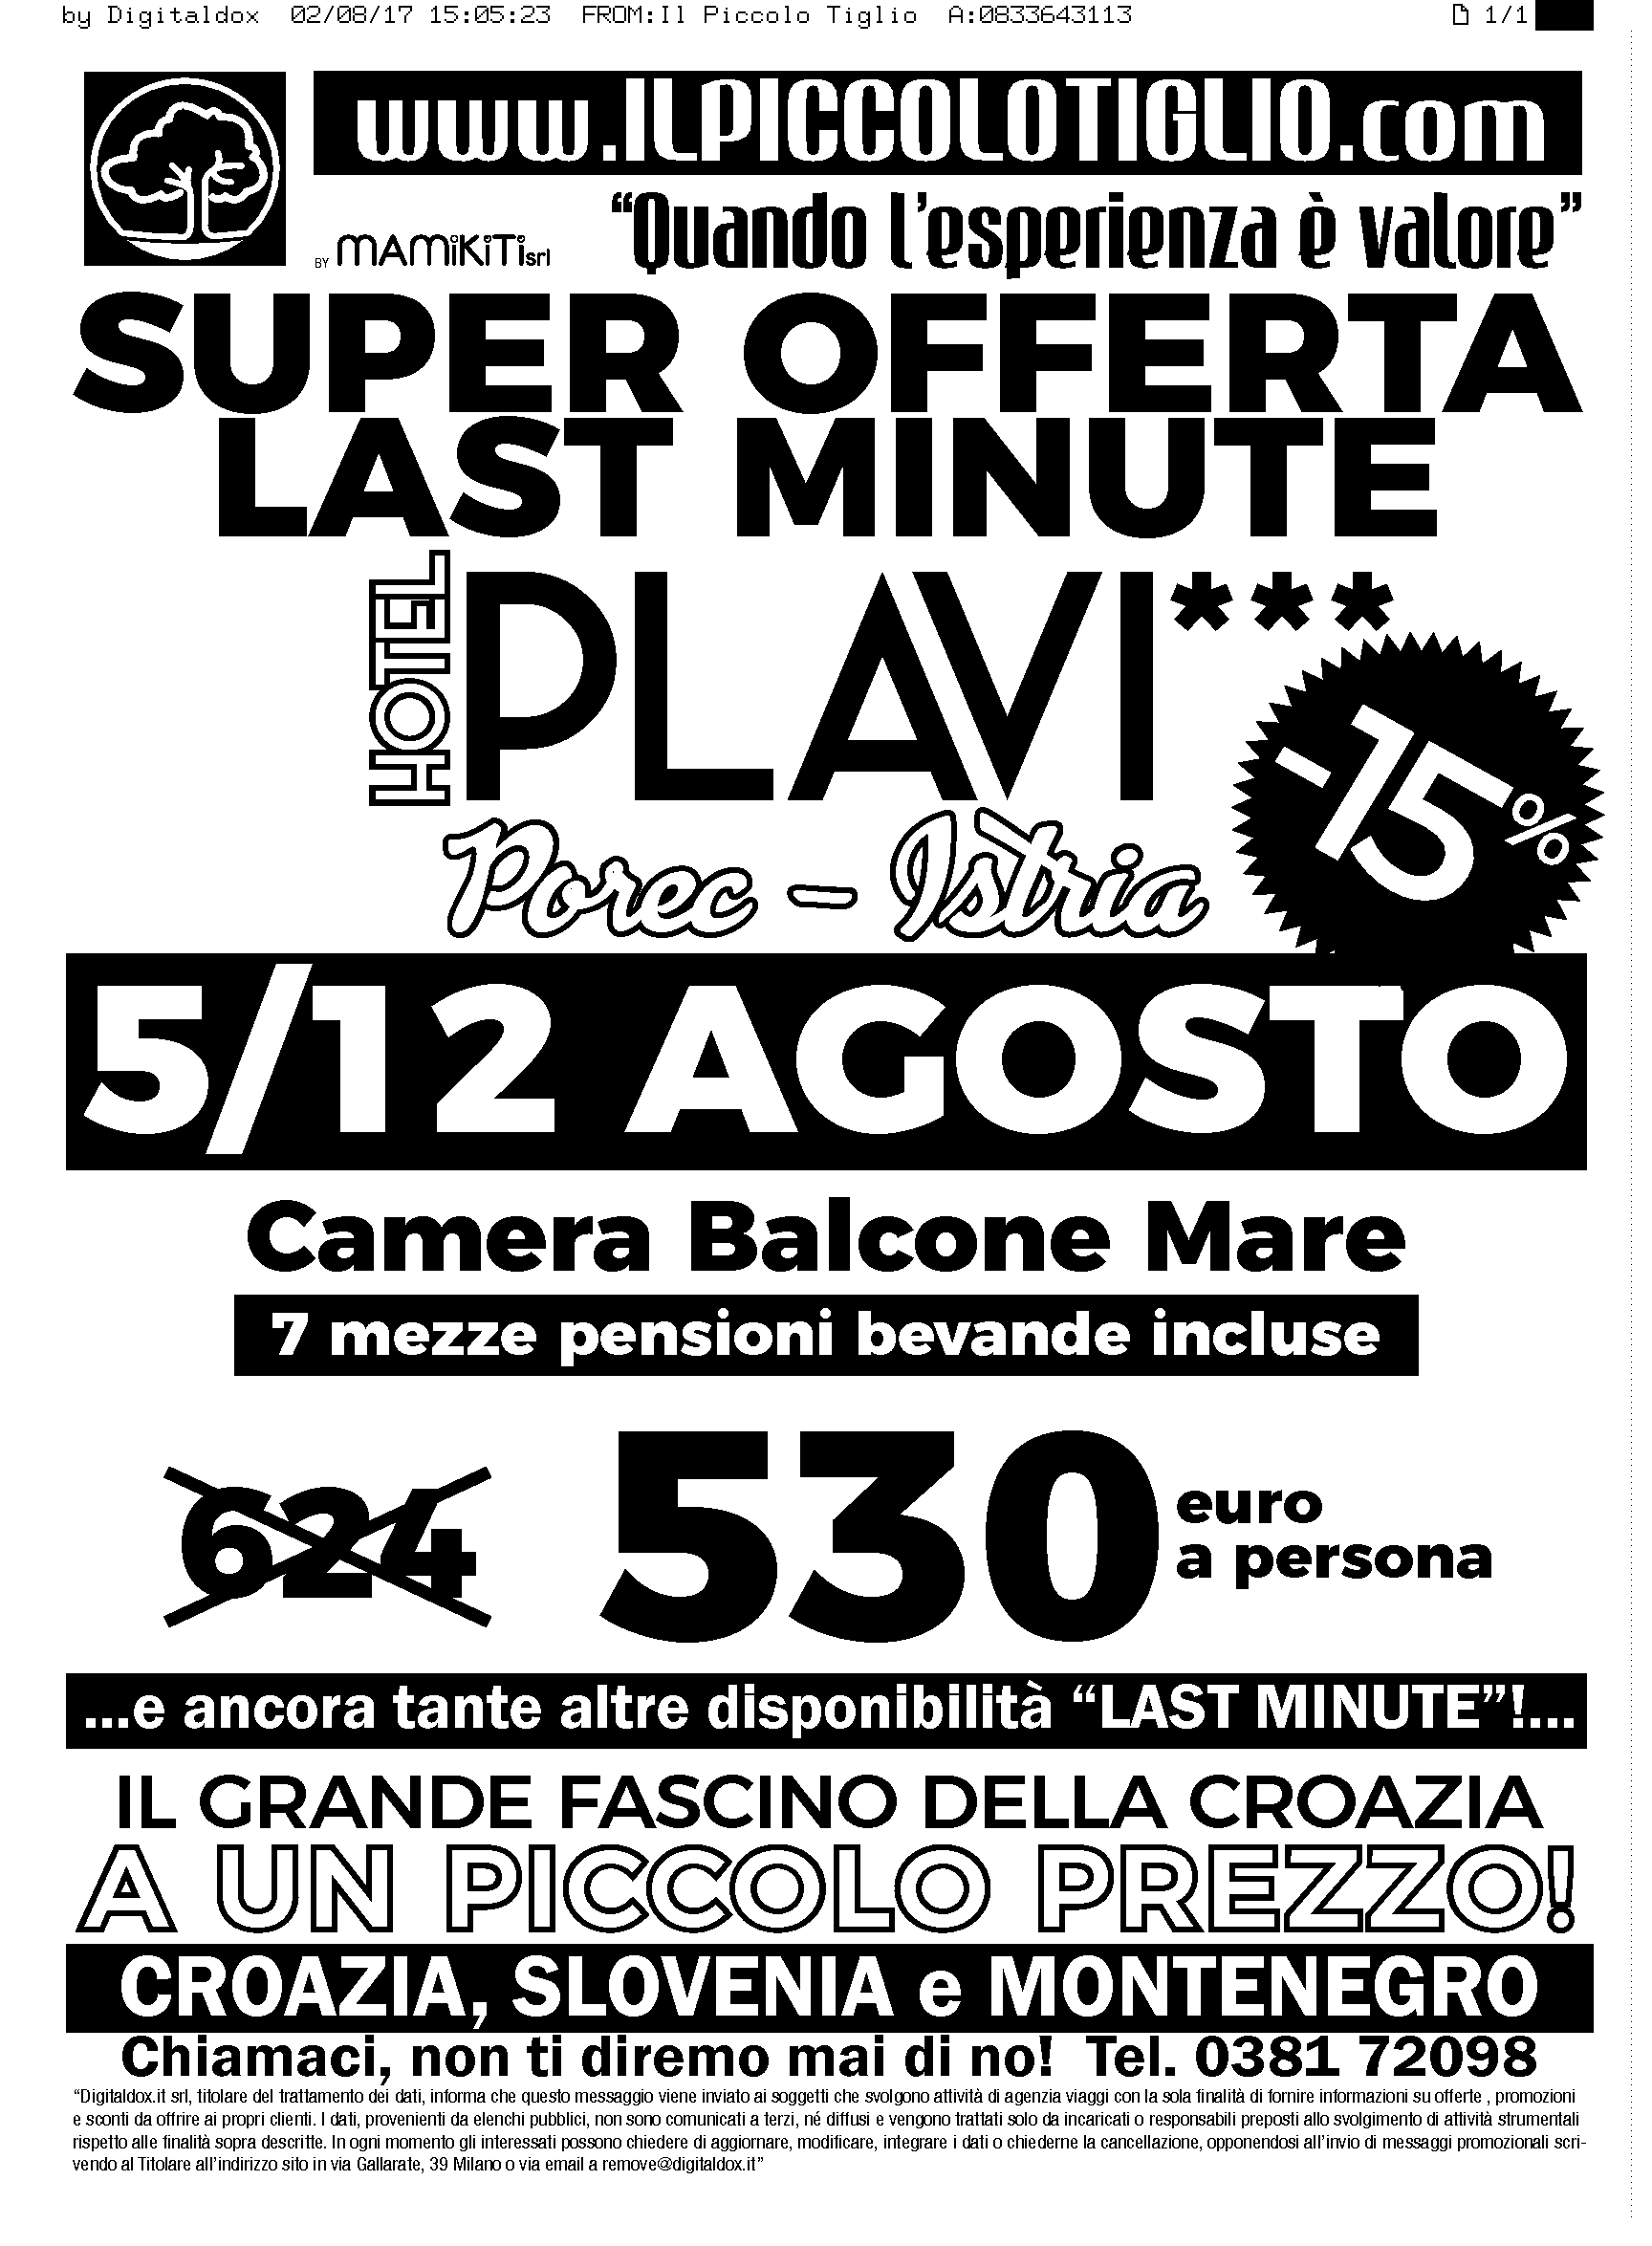 by Digitaldox 02/08/17 15:05:23 FROM:Il Piccolo Tiglio A:0833643113 1/1
www.ILPICCOLOTIGLIO.com
BY MAMiKiTi srl
“Quando l’esperienza è valore”
SUPER OFFERTA
LAST MINUTE
HOTEL PLAVI***
-15%
Porec - Istria
5/12 AGOSTO
Camera Balcone Mare
7 mezze pensioni bevande incluse
624 530 euro
a persona
...e ancora tante altre disponibilità “LAST MINUTE”!...
IL GRANDE FASCINO DELLA CROAZIA
A UN PICCOLO PREZZO!
CROAZIA, SLOVENIA e MONTENEGRO
Chiamaci, non ti diremo mai di no! Tel. 0381 72098
“Digitaldox.it srl, titolare del trattamento dei dati, informa che questo messaggio viene inviato ai soggetti che svolgono attività di agenzia viaggi con la sola finalità di fornire informazioni su offerte , promozioni
e sconti da offrire ai propri clienti. I dati, provenienti da elenchi pubblici, non sono comunicati a terzi, né diffusi e vengono trattati solo da incaricati o responsabili preposti allo svolgimento di attività strumentali
rispetto alle finalità sopra descritte. In ogni momento gli interessati possono chiedere di aggiornare, modificare, integrare i dati o chiederne la cancellazione, opponendosi all’invio di messaggi promozionali scri-
vendo al Titolare all’indirizzo sito in via Gallarate, 39 Milano o via email a remove@digitaldox.it”